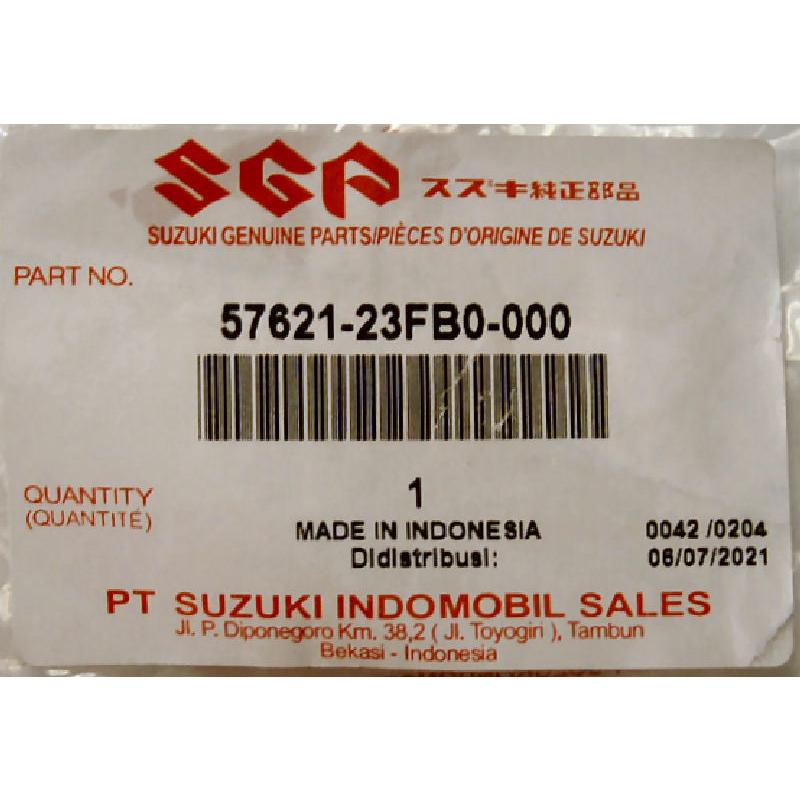 SGP スズキ純正部品
SUZUKI GENUINE PARTS/PIÈCES D'ORIGINE DE SUZUKI
PART NO.
57621-23FB0-000
QUANTITY 1
(QUANTITÉ)
MADE IN INDONESIA 0042 /0204
Didistribusi: 06/07/2021
PT SUZUKI INDOMOBIL SALES
Jl. P. Diponegoro Km. 38,2 ( Jl. Toyogiri ), Tambun
Bekasi - Indonesia